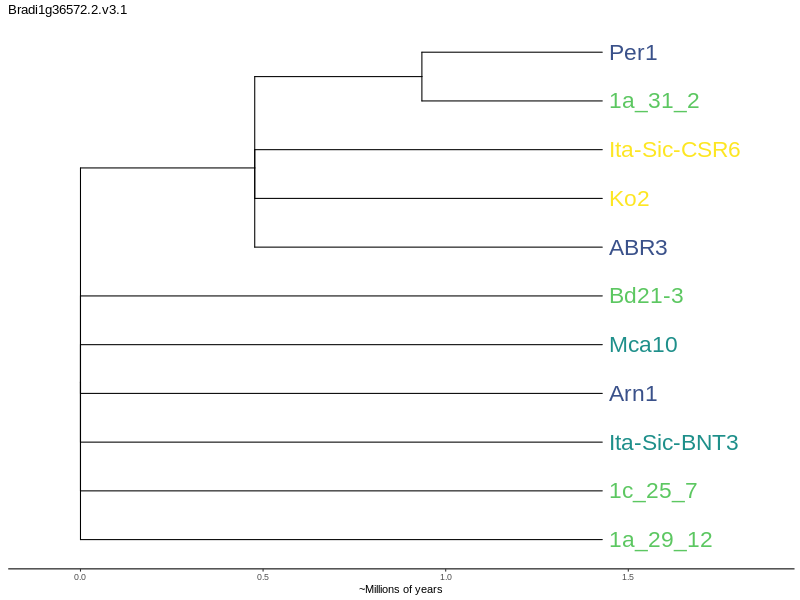 Bradi1g36572.2.v3.1
Per1
1a_31_2
Ita-Sic-CSR6
Ko2
ABR3
Bd21-3
Mca10
Arn1
Ita-Sic-BNT3
1c_25_7
1a_29_12
0.0 0.5 1.0 1.5
~Millions of years